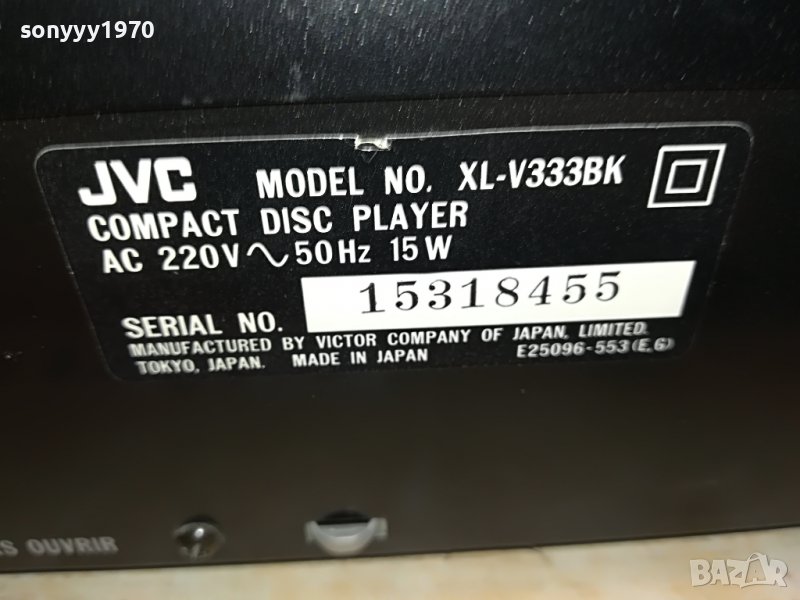 sonyyy1970
JVC MODEL NO. XL-V333BK
COMPACT DISC PLAYER
AC 220V ~ 50Hz 15W
SERIAL NO. 15318455
MANUFACTURED BY VICTOR COMPANY OF JAPAN, LIMITED.
TOKYO, JAPAN. MADE IN JAPAN E25096-553(E,G)
OUVRIR
BAZAR